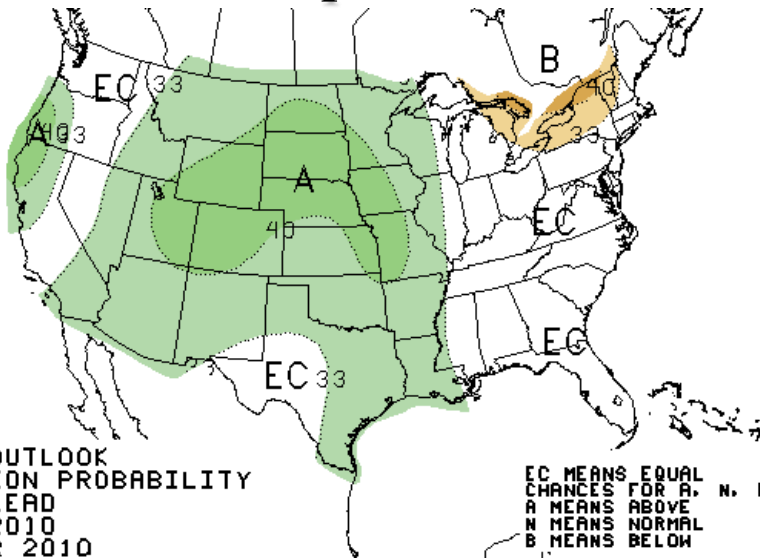 B
EC 33
40
A 40 33
33
A
EC
40
EC
EC 33
OUTLOOK
ON PROBABILITY
LEAD
2010
2010
EC MEANS EQUAL
CHANCES FOR A, N,
A MEANS ABOVE
N MEANS NORMAL
B MEANS BELOW